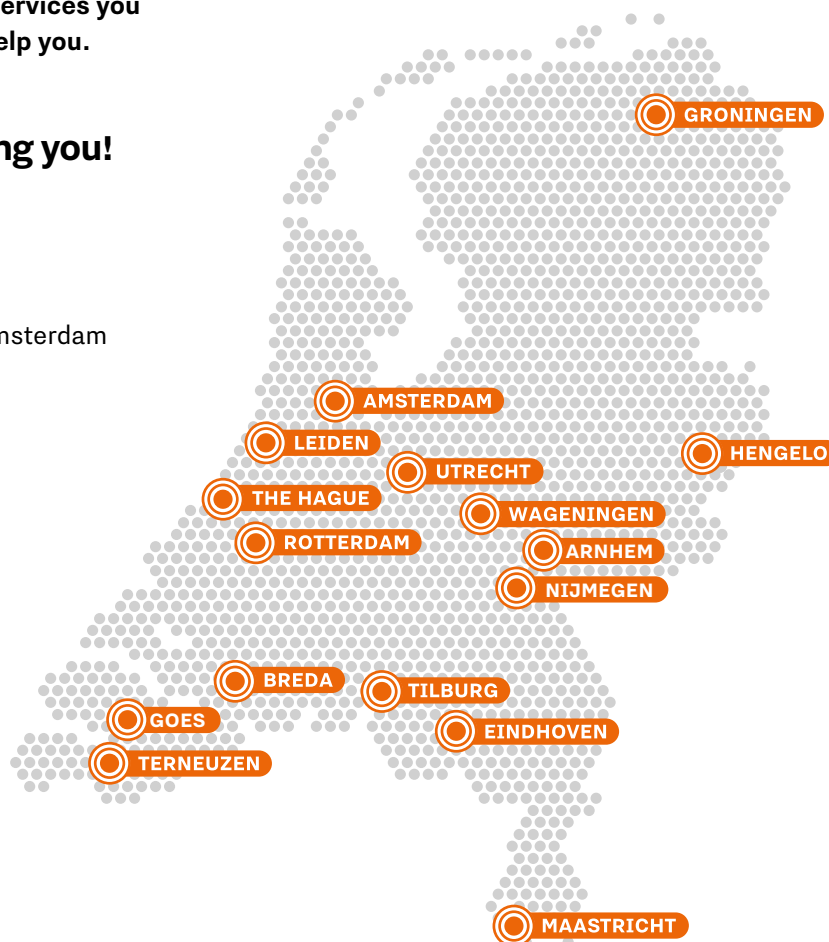 ervices you
elp you.
ng you!
msterdam
GRONINGEN
AMSTERDAM
LEIDEN
UTRECHT
HENGELO
THE HAGUE
WAGENINGEN
ROTTERDAM
ARNHEM
NIJMEGEN
BREDA
TILBURG
GOES
EINDHOVEN
TERNEUZEN
MAASTRICHT